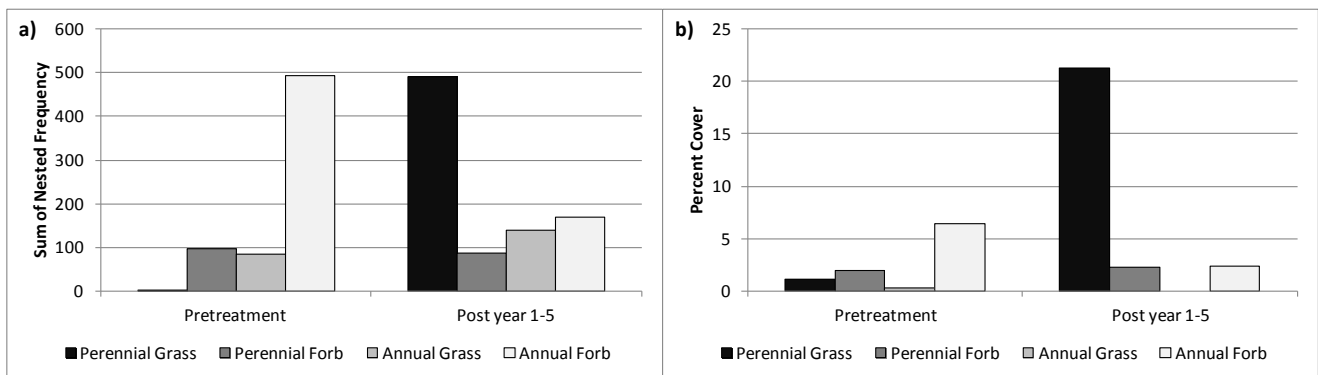 a)
Sum of Nested Frequency
600
500
400
300
200
100
0
Pretreatment
Post year 1-5
Perennial Grass Perennial Forb Annual Grass Annual Forb
b)
Percent Cover
25
20
15
10
5
0
Pretreatment
Post year 1-5
Perennial Grass Perennial Forb Annual Grass Annual Forb